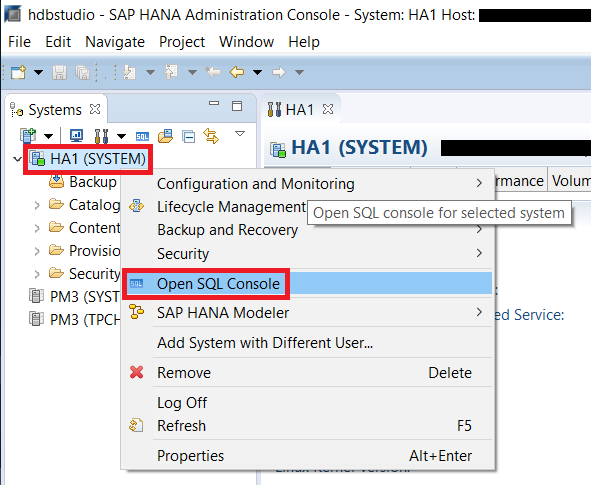 hdbstudio - SAP HANA Administration Console - System: HA1 Host:
File Edit Navigate Project Window Help
Systems
HA1
SQL
HA1 (SYSTEM)
HA1 (SYSTEM)
Backup
Configuration and Monitoring
Catalog
Lifecycle Management
Open SQL console for selected system
Content
Backup and Recovery
Security
Security
SQL Open SQL Console
PM3 (SYST
SAP HANA Modeler
ed Service:
PM3 (TPCH
Add System with Different User...
Remove Delete
Log Off
Refresh F5
Properties Alt+Enter
Linux Kernel Version: